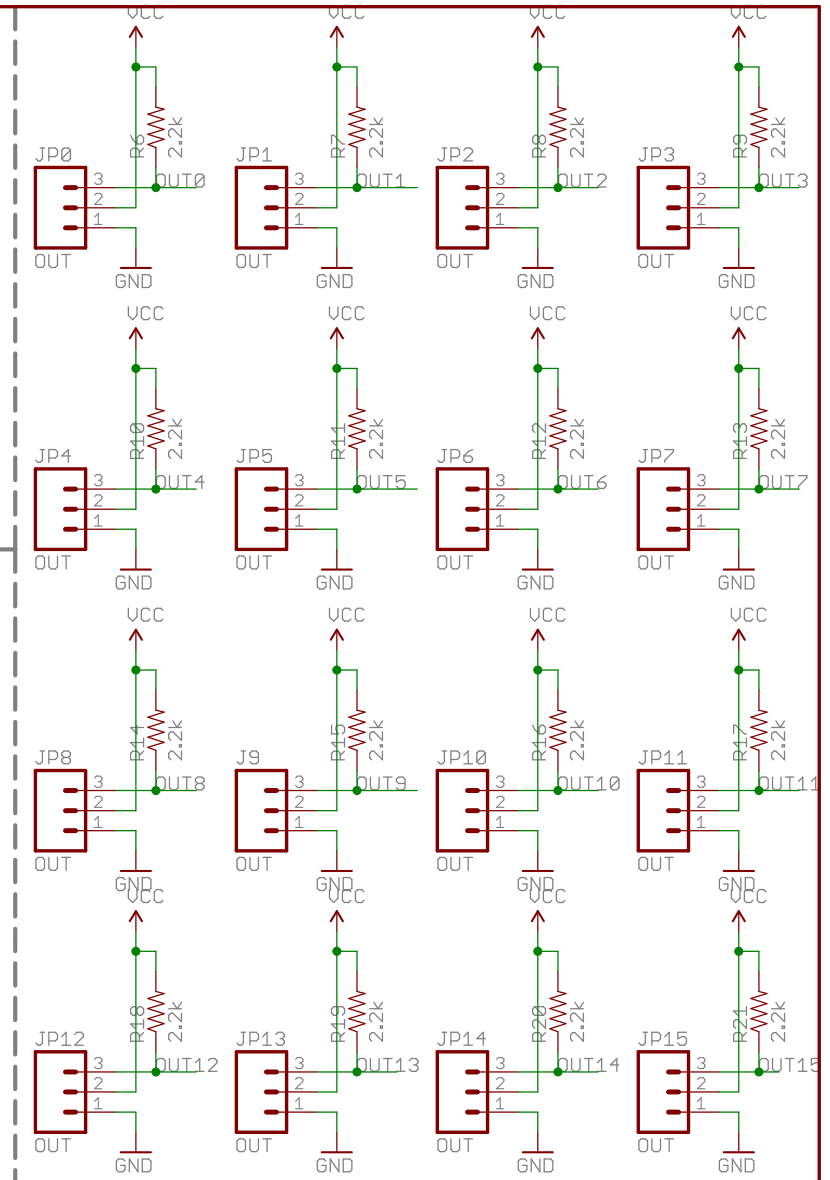 VCC VCC VCC VCC
R6 2.2k R7 2.2k R8 2.2k R9 2.2k
JP0 JP1 JP2 JP3
3 OUT0 3 OUT1 3 OUT2 3 OUT3
2 2 2 2
1 1 1 1
OUT OUT OUT OUT
GND GND GND GND
VCC VCC VCC VCC
R10 2.2k R11 2.2k R12 2.2k R13 2.2k
JP4 JP5 JP6 JP7
3 OUT4 3 OUT5 3 OUT6 3 OUT7
2 2 2 2
1 1 1 1
OUT OUT OUT OUT
GND GND GND GND
VCC VCC VCC VCC
R14 2.2k R15 2.2k R16 2.2k R17 2.2k
JP8 J9 JP10 JP11
3 OUT8 3 OUT9 3 OUT10 3 OUT11
2 2 2 2
1 1 1 1
OUT OUT OUT OUT
GND GND GND GND
VCC VCC VCC VCC
R18 2.2k R19 2.2k R20 2.2k R21 2.2k
JP12 JP13 JP14 JP15
3 OUT12 3 OUT13 3 OUT14 3 OUT15
2 2 2 2
1 1 1 1
OUT OUT OUT OUT
GND GND GND GND